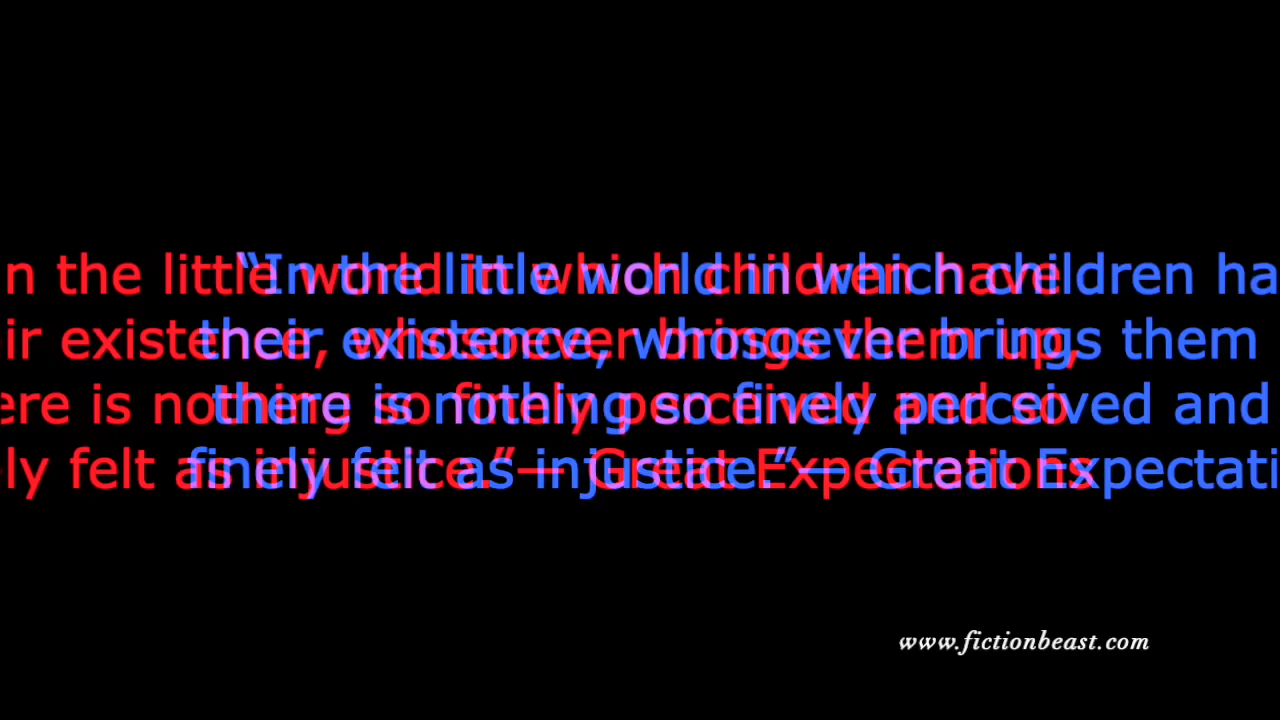 “In the little world in which children have
their existence, whosoever brings them up,
there is nothing so finely perceived and so
finely felt as injustice.”— Great Expectations
www.fictionbeast.com